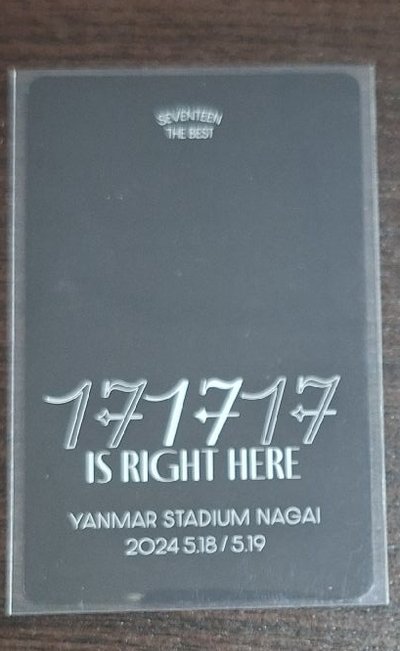 SEVENTEEN
THE BEST
171717
IS RIGHT HERE
YANMAR STADIUM NAGAI
2024 5.18 / 5.19